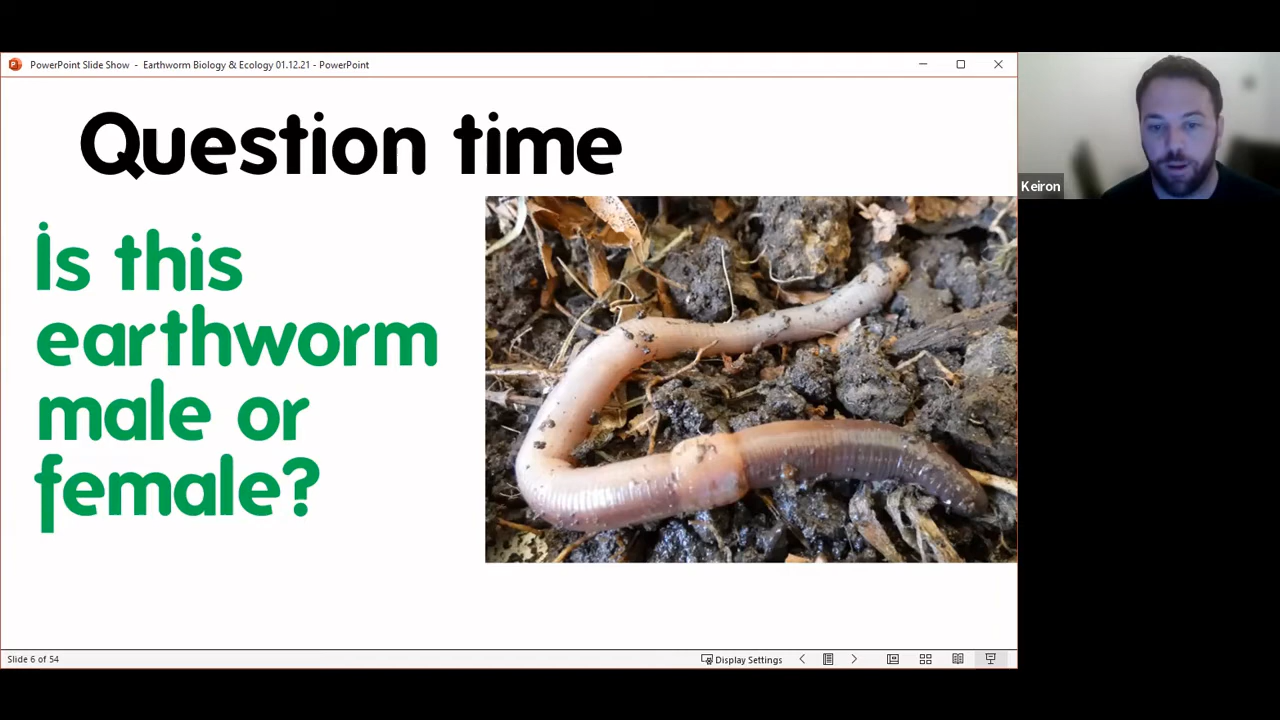 PowerPoint Slide Show - Earthworm Biology & Ecology 01.12.21 - PowerPoint
Question time
Is this
earthworm
male or
female?
Keiron
Slide 6 of 54
Display Settings